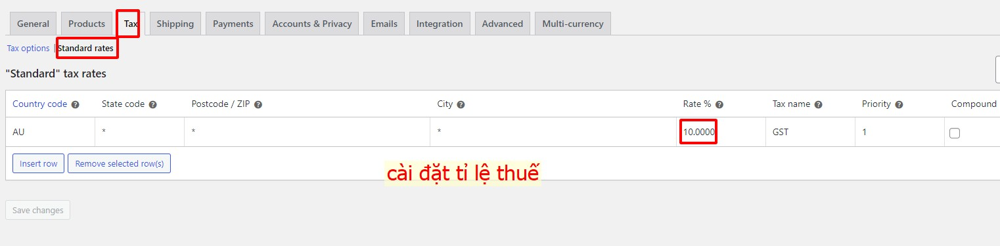 General Products Tax Shipping Payments Accounts & Privacy Emails Integration Advanced Multi-currency
Tax options | Standard rates
"Standard" tax rates
Country code ? State code ? Postcode / ZIP ? City ? Rate % ? Tax name ? Priority ? Compound
AU * * * 10.0000 GST 1
Insert row Remove selected row(s)
cài đặt tỉ lệ thuế
Save changes